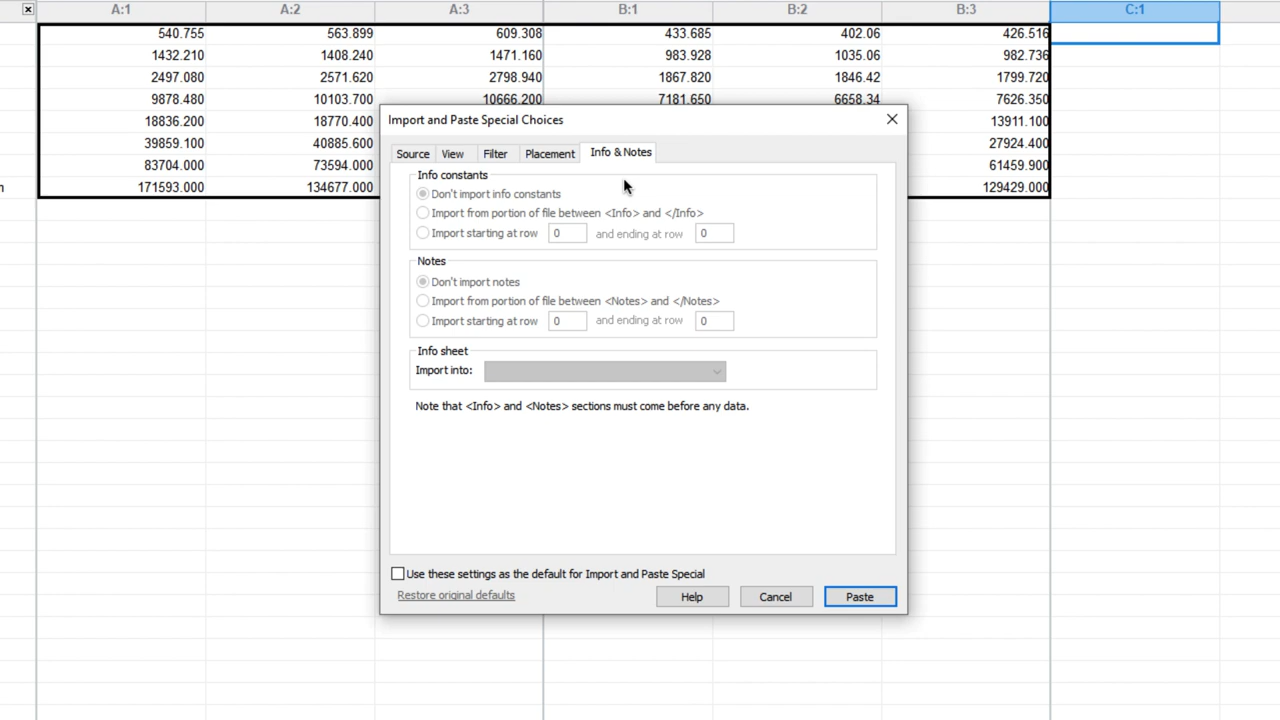 A:1 A:2 A:3 B:1 B:2 B:3 C:1
540.755 563.899 609.308 433.685 402.06 426.516
1432.210 1408.240 1471.160 983.928 1035.06 982.736
2497.080 2571.620 2798.940 1867.820 1846.42 1799.720
9878.480 10103.700 10666.200 7181.650 6658.34 7626.350
18836.200 18770.400 13911.100
39859.100 40885.600 27924.400
83704.000 73594.000 61459.900
n 171593.000 134677.000 129429.000
Import and Paste Special Choices
Source View Filter Placement Info & Notes
Info constants
Don't import info constants
Import from portion of file between <Info> and </Info>
Import starting at row 0 and ending at row 0
Notes
Don't import notes
Import from portion of file between <Notes> and </Notes>
Import starting at row 0 and ending at row 0
Info sheet
Import into:
Note that <Info> and <Notes> sections must come before any data.
Use these settings as the default for Import and Paste Special
Restore original defaults
Help Cancel Paste